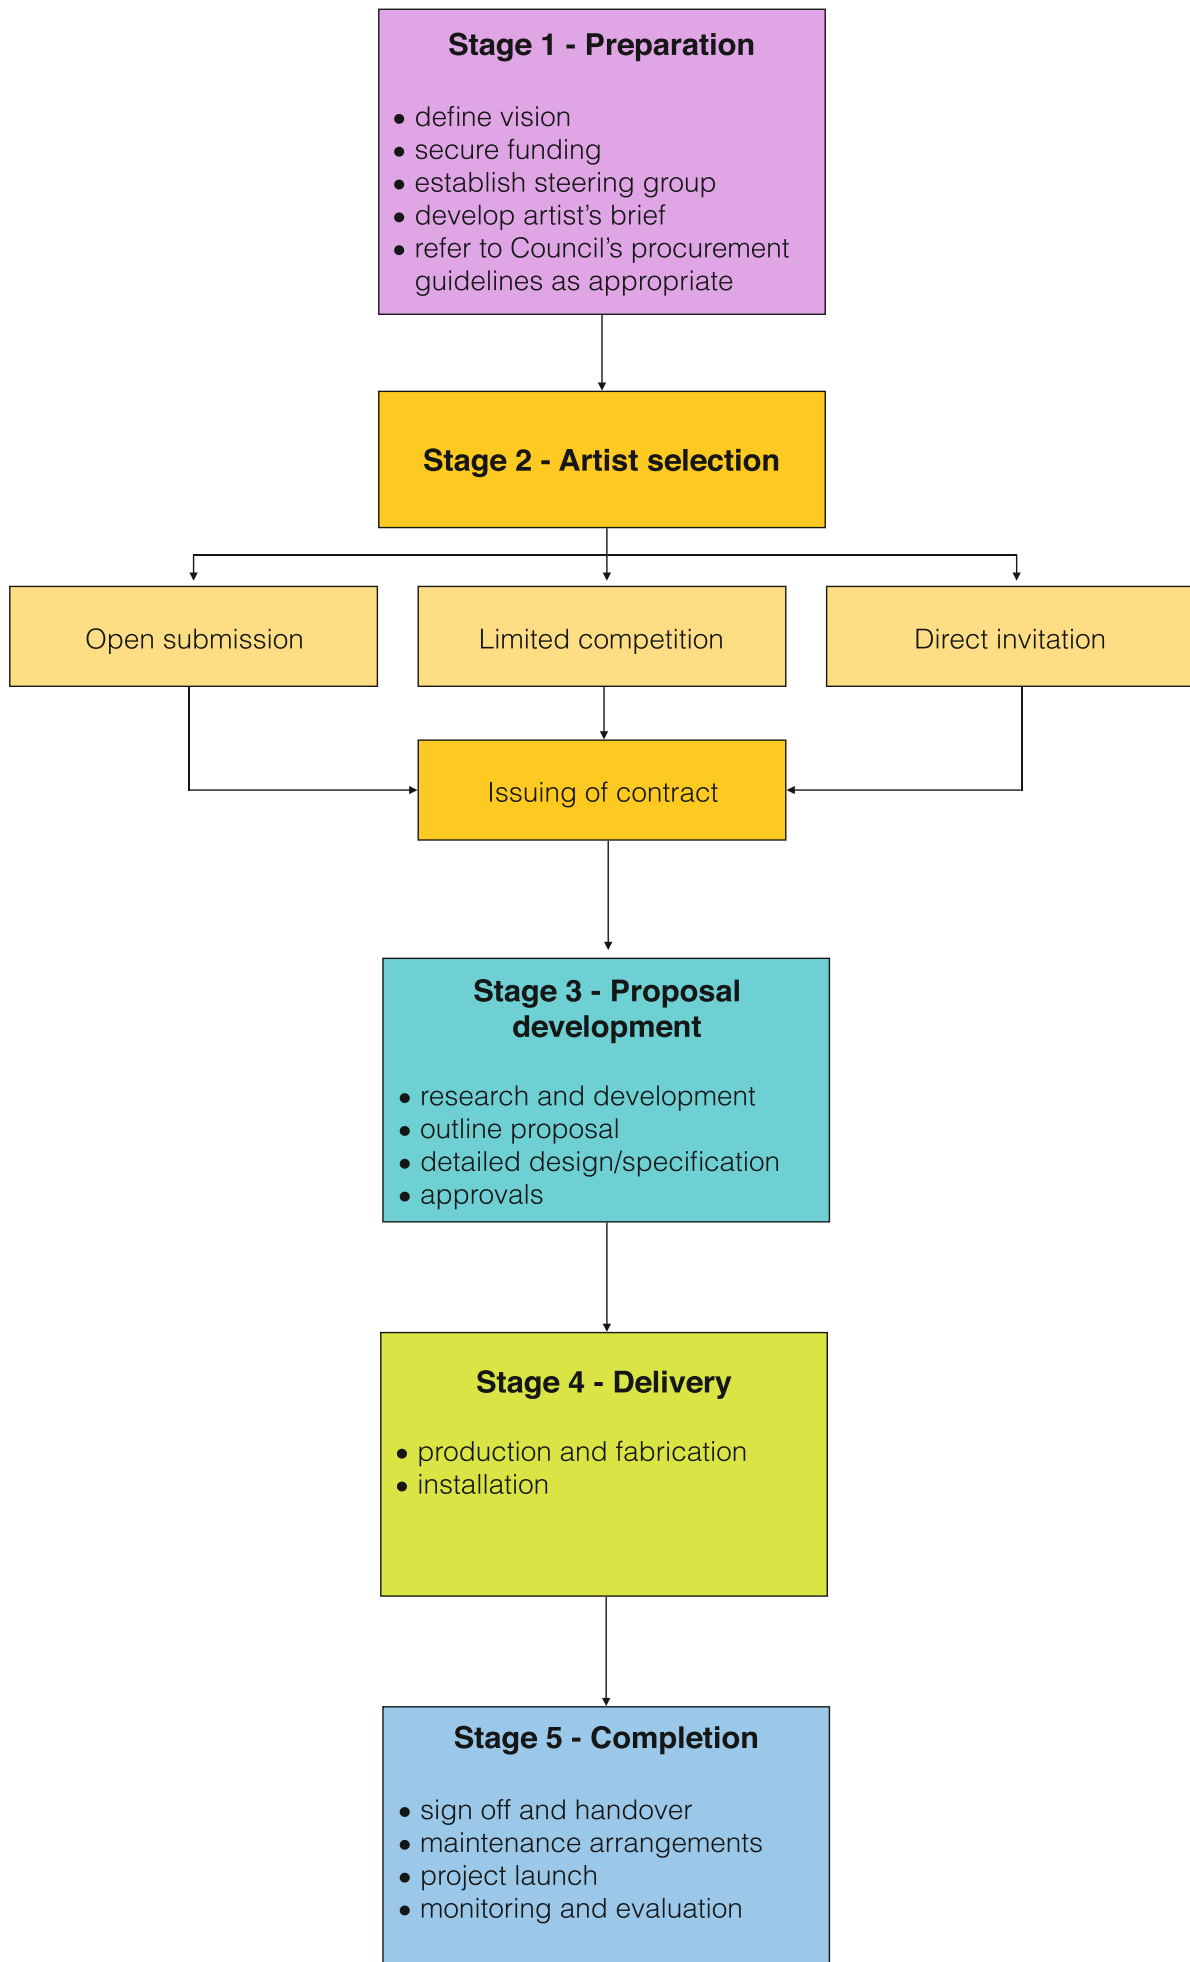 Stage 1 - Preparation
• define vision
• secure funding
• establish steering group
• develop artist’s brief
• refer to Council’s procurement
guidelines as appropriate
Stage 2 - Artist selection
Open submission
Limited competition
Direct invitation
Issuing of contract
Stage 3 - Proposal
development
• research and development
• outline proposal
• detailed design/specification
• approvals
Stage 4 - Delivery
• production and fabrication
• installation
Stage 5 - Completion
• sign off and handover
• maintenance arrangements
• project launch
• monitoring and evaluation